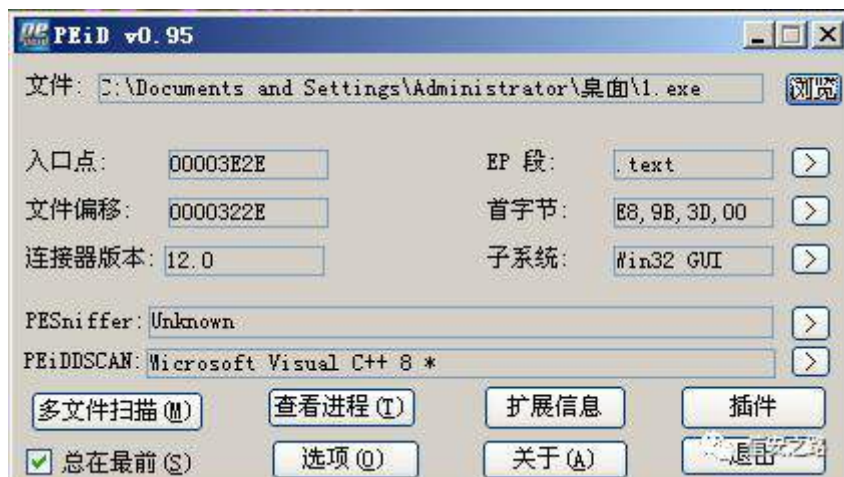 PEiD v0.95
文件: C:\Documents and Settings\Administrator\桌面\1.exe 浏览
入口点: 00003E2E EP 段: .text >
文件偏移: 0000322E 首字节: E8,9B,3D,00 >
连接器版本: 12.0 子系统: Win32 GUI >
PESniffer: Unknown >
PEiDDSCAN: Microsoft Visual C++ 8 * >
多文件扫描(M) 查看进程(T) 扩展信息 插件
总在最前(S) 选项(O) 关于(A) 退出
信安之路